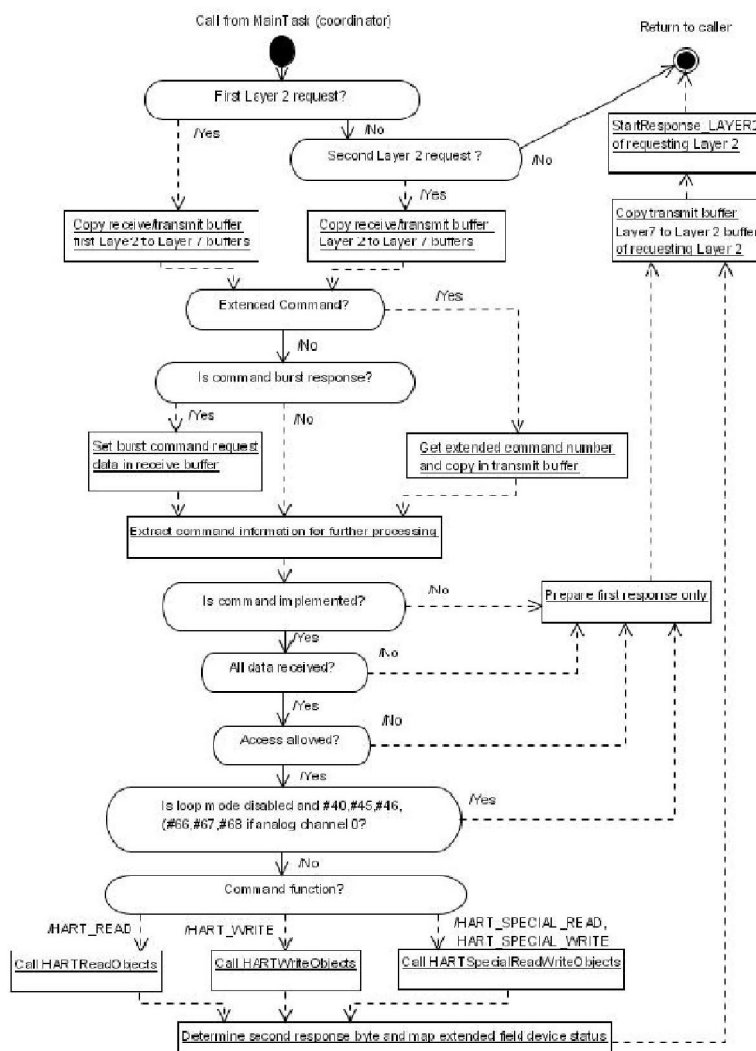 Call from MainTask (coordinator)
Return to caller
First Layer 2 request?
/Yes
/No
Second Layer 2 request ?
/No
/Yes
StartResponse_LAYER2
of requesting Layer 2
Copy receive/transmit buffer
first Laye2 to Layer 7 buffers
Copy receive/transmit buffer
Layer 2 to Layer 7 buffers
Copy transmit buffer
Layer7 to Layer 2 buffer
of requesting Layer 2
Extenced Command?
/Yes
/No
Is command burst response?
/Yes
/No
Set burst command request
data in receive buffer
Get extended command number
and copy in transmit buffer
Extract command information for further processing
Is command implemented?
/No
Prepare first response only
/Yes
All data received?
/No
/Yes
Access allowed?
/No
/Yes
Is loop mode disabled and #40,#45,#46,
(#66,#67,#68 if analog channel 0?
/Yes
/No
Command function?
/HART_READ
/HART_WRITE
/HART_SPECIAL_READ,
HART_SPECIAL_WRITE
Call HARTReadObjects
Call HARTWriteObjects
Call HARTSpecialReadWriteObjects
Determine second response byte and map extended field device status